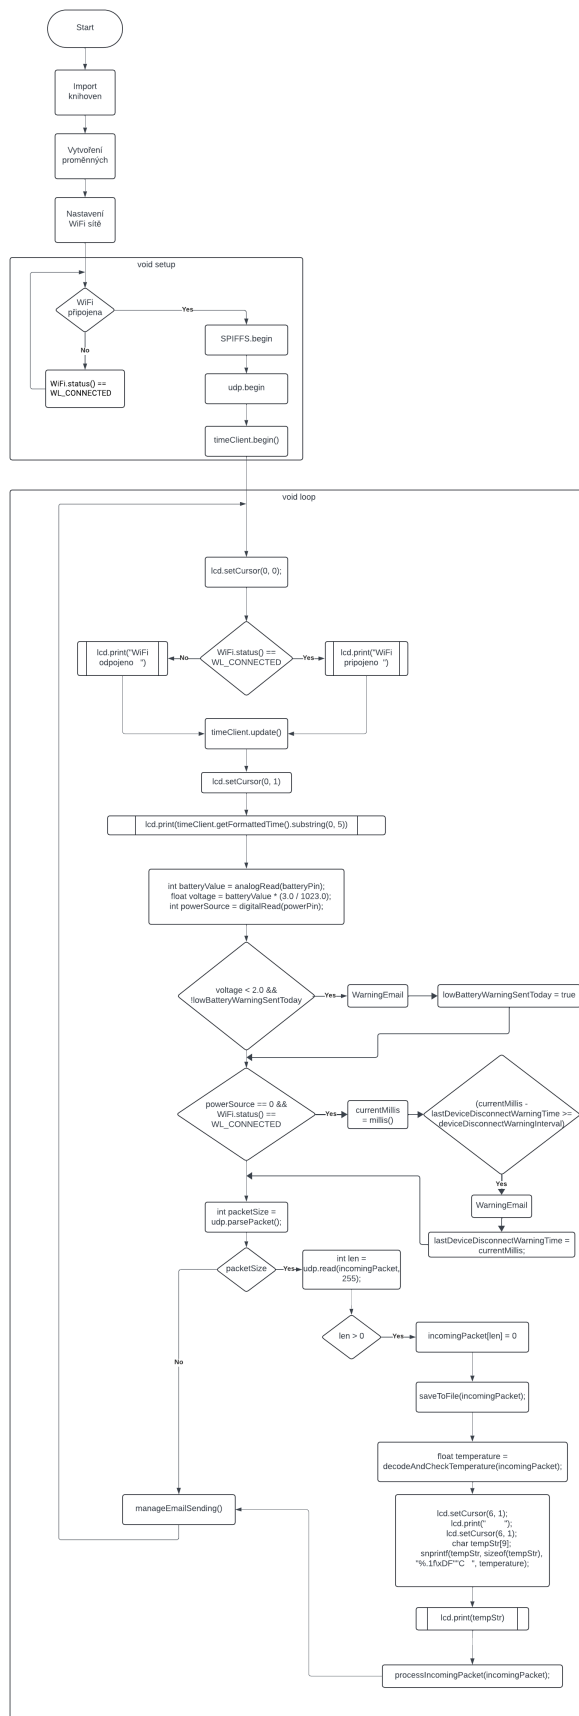 Start
Import
knihoven
Vytvoření
proměnných
Nastavení
WiFi sítě
void setup
WiFi
připojena
Yes
No
WiFi.status() ==
WL_CONNECTED
SPIFFS.begin
udp.begin
timeClient.begin()
void loop
lcd.setCursor(0, 0);
WiFi.status() ==
WL_CONNECTED
No
Yes
lcd.print("WiFi
odpojeno   ")
lcd.print("WiFi
pripojeno  ")
timeClient.update()
lcd.setCursor(0, 1)
lcd.print(timeClient.getFormattedTime().substring(0, 5))
int batteryValue = analogRead(batteryPin);
float voltage = batteryValue * (3.0 / 1023.0);
int powerSource = digitalRead(powerPin);
voltage < 2.0 &&
!lowBatteryWarningSentToday
Yes
WarningEmail
lowBatteryWarningSentToday = true
powerSource == 0 &&
WiFi.status() ==
WL_CONNECTED
Yes
currentMillis
= millis()
(currentMillis -
lastDeviceDisconnectWarningTime >=
deviceDisconnectWarningInterval)
Yes
WarningEmail
lastDeviceDisconnectWarningTime =
currentMillis;
int packetSize =
udp.parsePacket();
packetSize
Yes
No
int len =
udp.read(incomingPacket,
255);
len > 0
Yes
incomingPacket[len] = 0
saveToFile(incomingPacket);
float temperature =
decodeAndCheckTemperature(incomingPacket);
lcd.setCursor(6, 1);
lcd.print("        ");
lcd.setCursor(6, 1);
char tempStr[9];
snprintf(tempStr, sizeof(tempStr),
"%.1f\xDF""C   ", temperature);
lcd.print(tempStr)
processIncomingPacket(incomingPacket);
manageEmailSending()